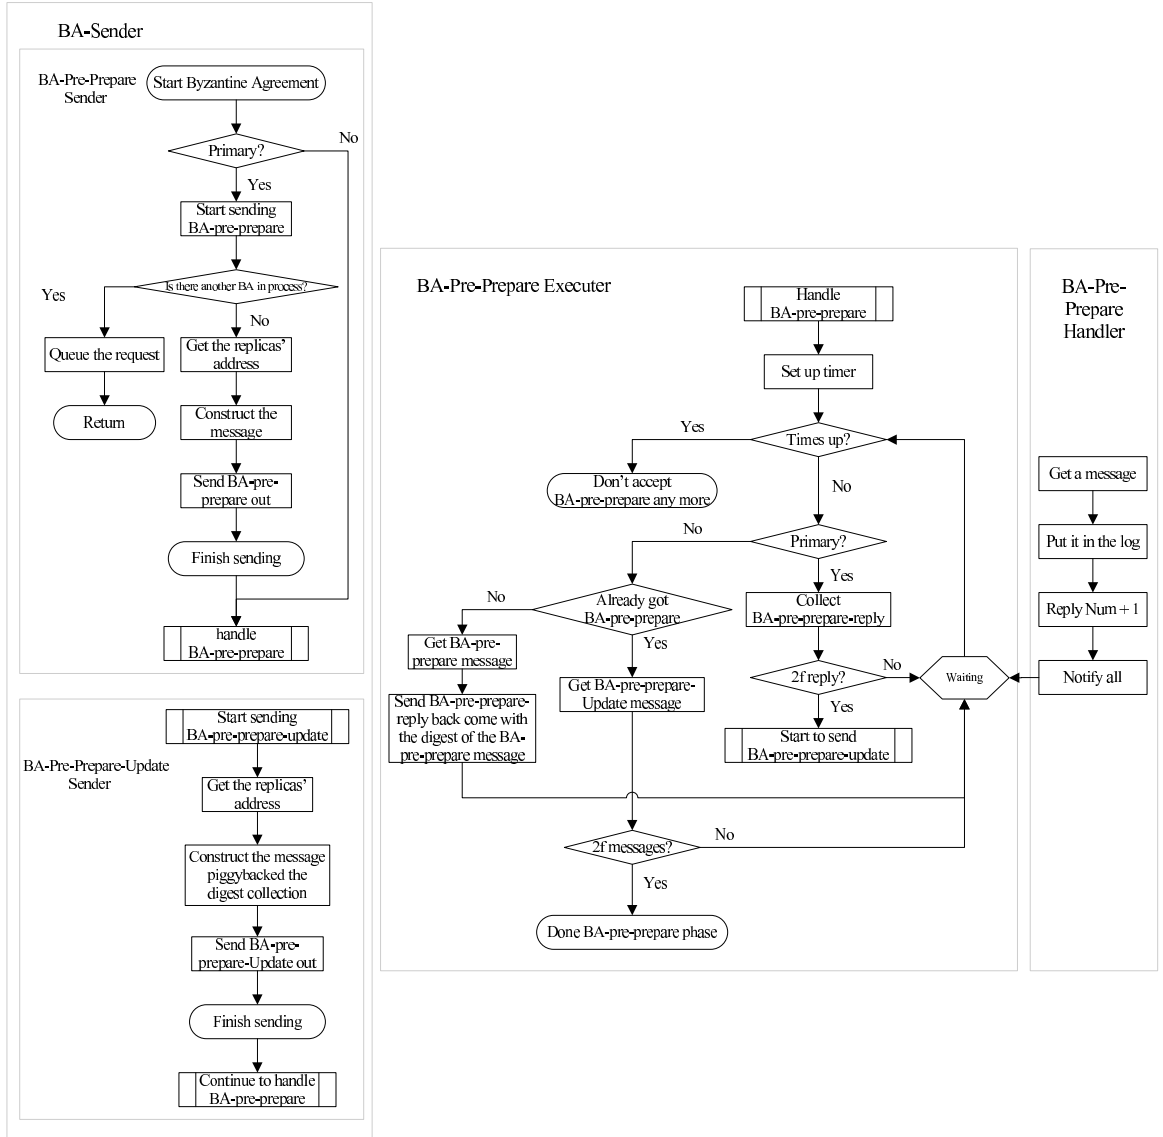 BA-Sender
BA-Pre-Prepare
Sender
Start Byzantine Agreement
No
Primary?
Yes
Start sending
BA-pre-prepare
Is there another BA in process?
Yes
No
Queue the request
Get the replicas'
address
Return
Construct the
message
Send BA-pre-
prepare out
Finish sending
handle
BA-pre-prepare
Start sending
BA-pre-prepare-update
BA-Pre-Prepare-Update
Sender
Get the replicas'
address
Construct the message
piggybacked the
digest collection
Send BA-pre-
prepare-Update out
Finish sending
Continue to handle
BA-pre-prepare
BA-Pre-Prepare Executer
Handle
BA-pre-prepare
Set up timer
Yes
Times up?
Don't accept
BA-pre-prepare any more
No
No
Primary?
Yes
No
Already got
BA-pre-prepare
Collect
BA-pre-prepare-reply
Get BA-pre-
prepare message
Yes
2f reply?
No
Waiting
Send BA-pre-prepare-
reply back come with
the digest of the BA-
pre-prepare message
Get BA-pre-prepare-
Update message
Yes
Start to send
BA-pre-prepare-update
2f messages?
No
Yes
Done BA-pre-prepare phase
BA-Pre-
Prepare
Handler
Get a message
Put it in the log
Reply Num + 1
Notify all